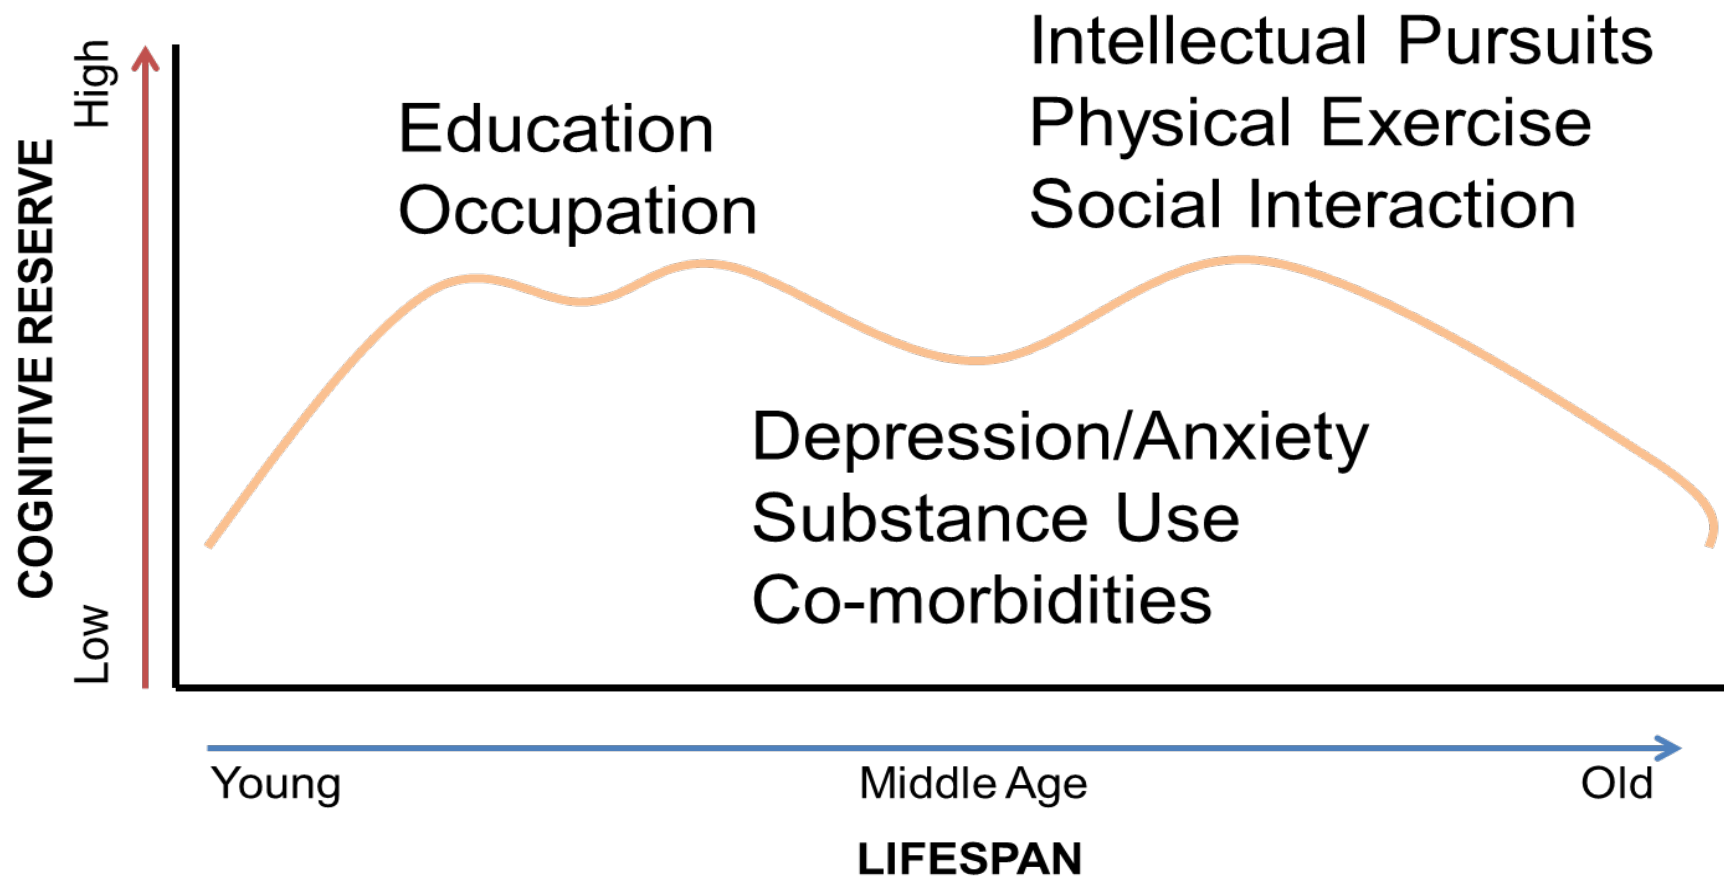 Intellectual Pursuits
Physical Exercise
Social Interaction
Education
Occupation
Depression/Anxiety
Substance Use
Co-morbidities
High
COGNITIVE RESERVE
Low
Young
Middle Age
Old
LIFESPAN